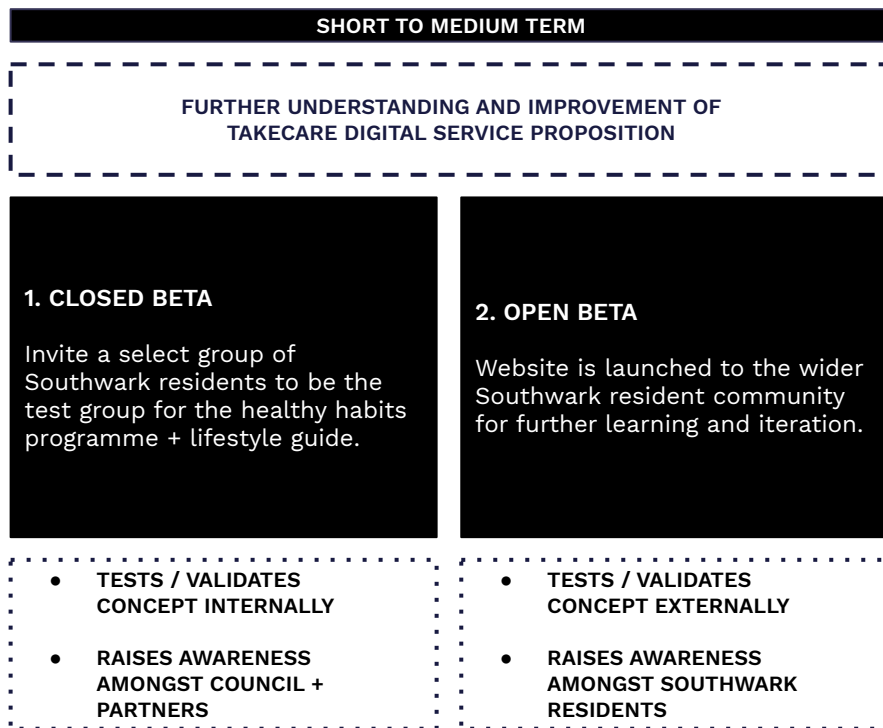 SHORT TO MEDIUM TERM
FURTHER UNDERSTANDING AND IMPROVEMENT OF
TAKECARE DIGITAL SERVICE PROPOSITION
1. CLOSED BETA
Invite a select group of
Southwark residents to be the
test group for the healthy habits
programme + lifestyle guide.
2. OPEN BETA
Website is launched to the wider
Southwark resident community
for further learning and iteration.
● TESTS / VALIDATES
CONCEPT INTERNALLY
● RAISES AWARENESS
AMONGST COUNCIL +
PARTNERS
● TESTS / VALIDATES
CONCEPT EXTERNALLY
● RAISES AWARENESS
AMONGST SOUTHWARK
RESIDENTS